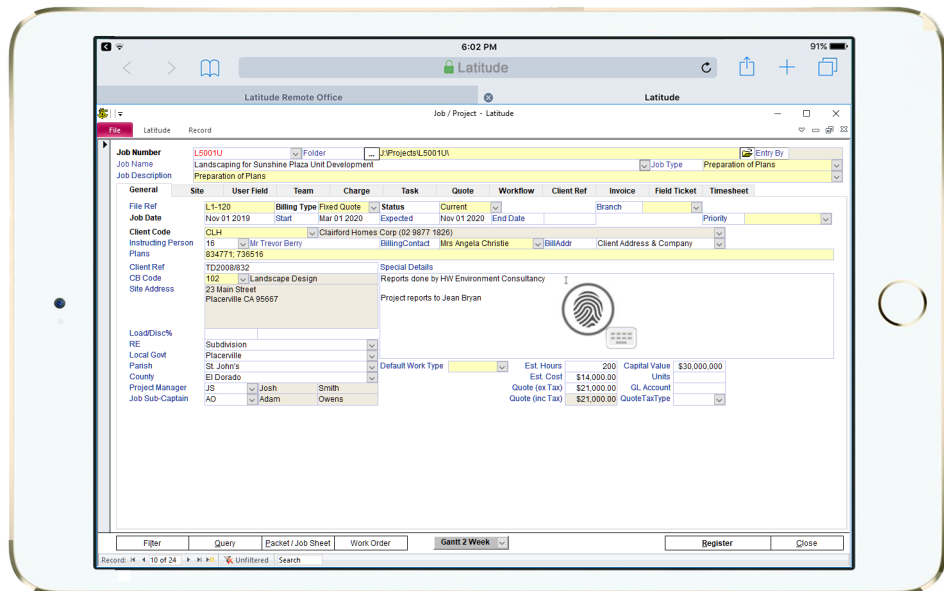 6:02 PM 91%
Latitude
Latitude Remote Office Latitude
Job / Project - Latitude
File Latitude Record
Job Number L5001U Folder ... J:\Projects\L5001U\ Entry By
Job Name Landscaping for Sunshine Plaza Unit Development Job Type Preparation of Plans
Job Description Preparation of Plans
General Site User Field Team Charge Task Quote Workflow Client Ref Invoice Field Ticket Timesheet
File Ref L1-120 Billing Type Fixed Quote Status Current Branch
Job Date Nov 01 2019 Start Mar 01 2020 Expected Nov 01 2020 End Date Priority
Client Code CLH Clairford Homes Corp (02 9877 1826)
Instructing Person 16 Mr Trevor Berry BillingContact Mrs Angela Christie BillAddr Client Address & Company
Plans 834771; 736516
Client Ref TD2008/832 Special Details
CB Code 102 Landscape Design Reports done by HW Environment Consultancy
Site Address 23 Main Street
Placerville CA 95667 Project reports to Jean Bryan
Load/Disc%
RE Subdivision
Local Govt Placerville
Parish St. John's Default Work Type Est. Hours 200 Capital Value $30,000,000
County El Dorado Est. Cost $14,000.00 Units
Project Manager JS Josh Smith Quote (ex Tax) $21,000.00 GL Account
Job Sub-Captain AO Adam Owens Quote (inc Tax) $21,000.00 QuoteTaxType
Filter Query Packet / Job Sheet Work Order Gantt 2 Week Register Close
Record: 10 of 24 Unfiltered Search